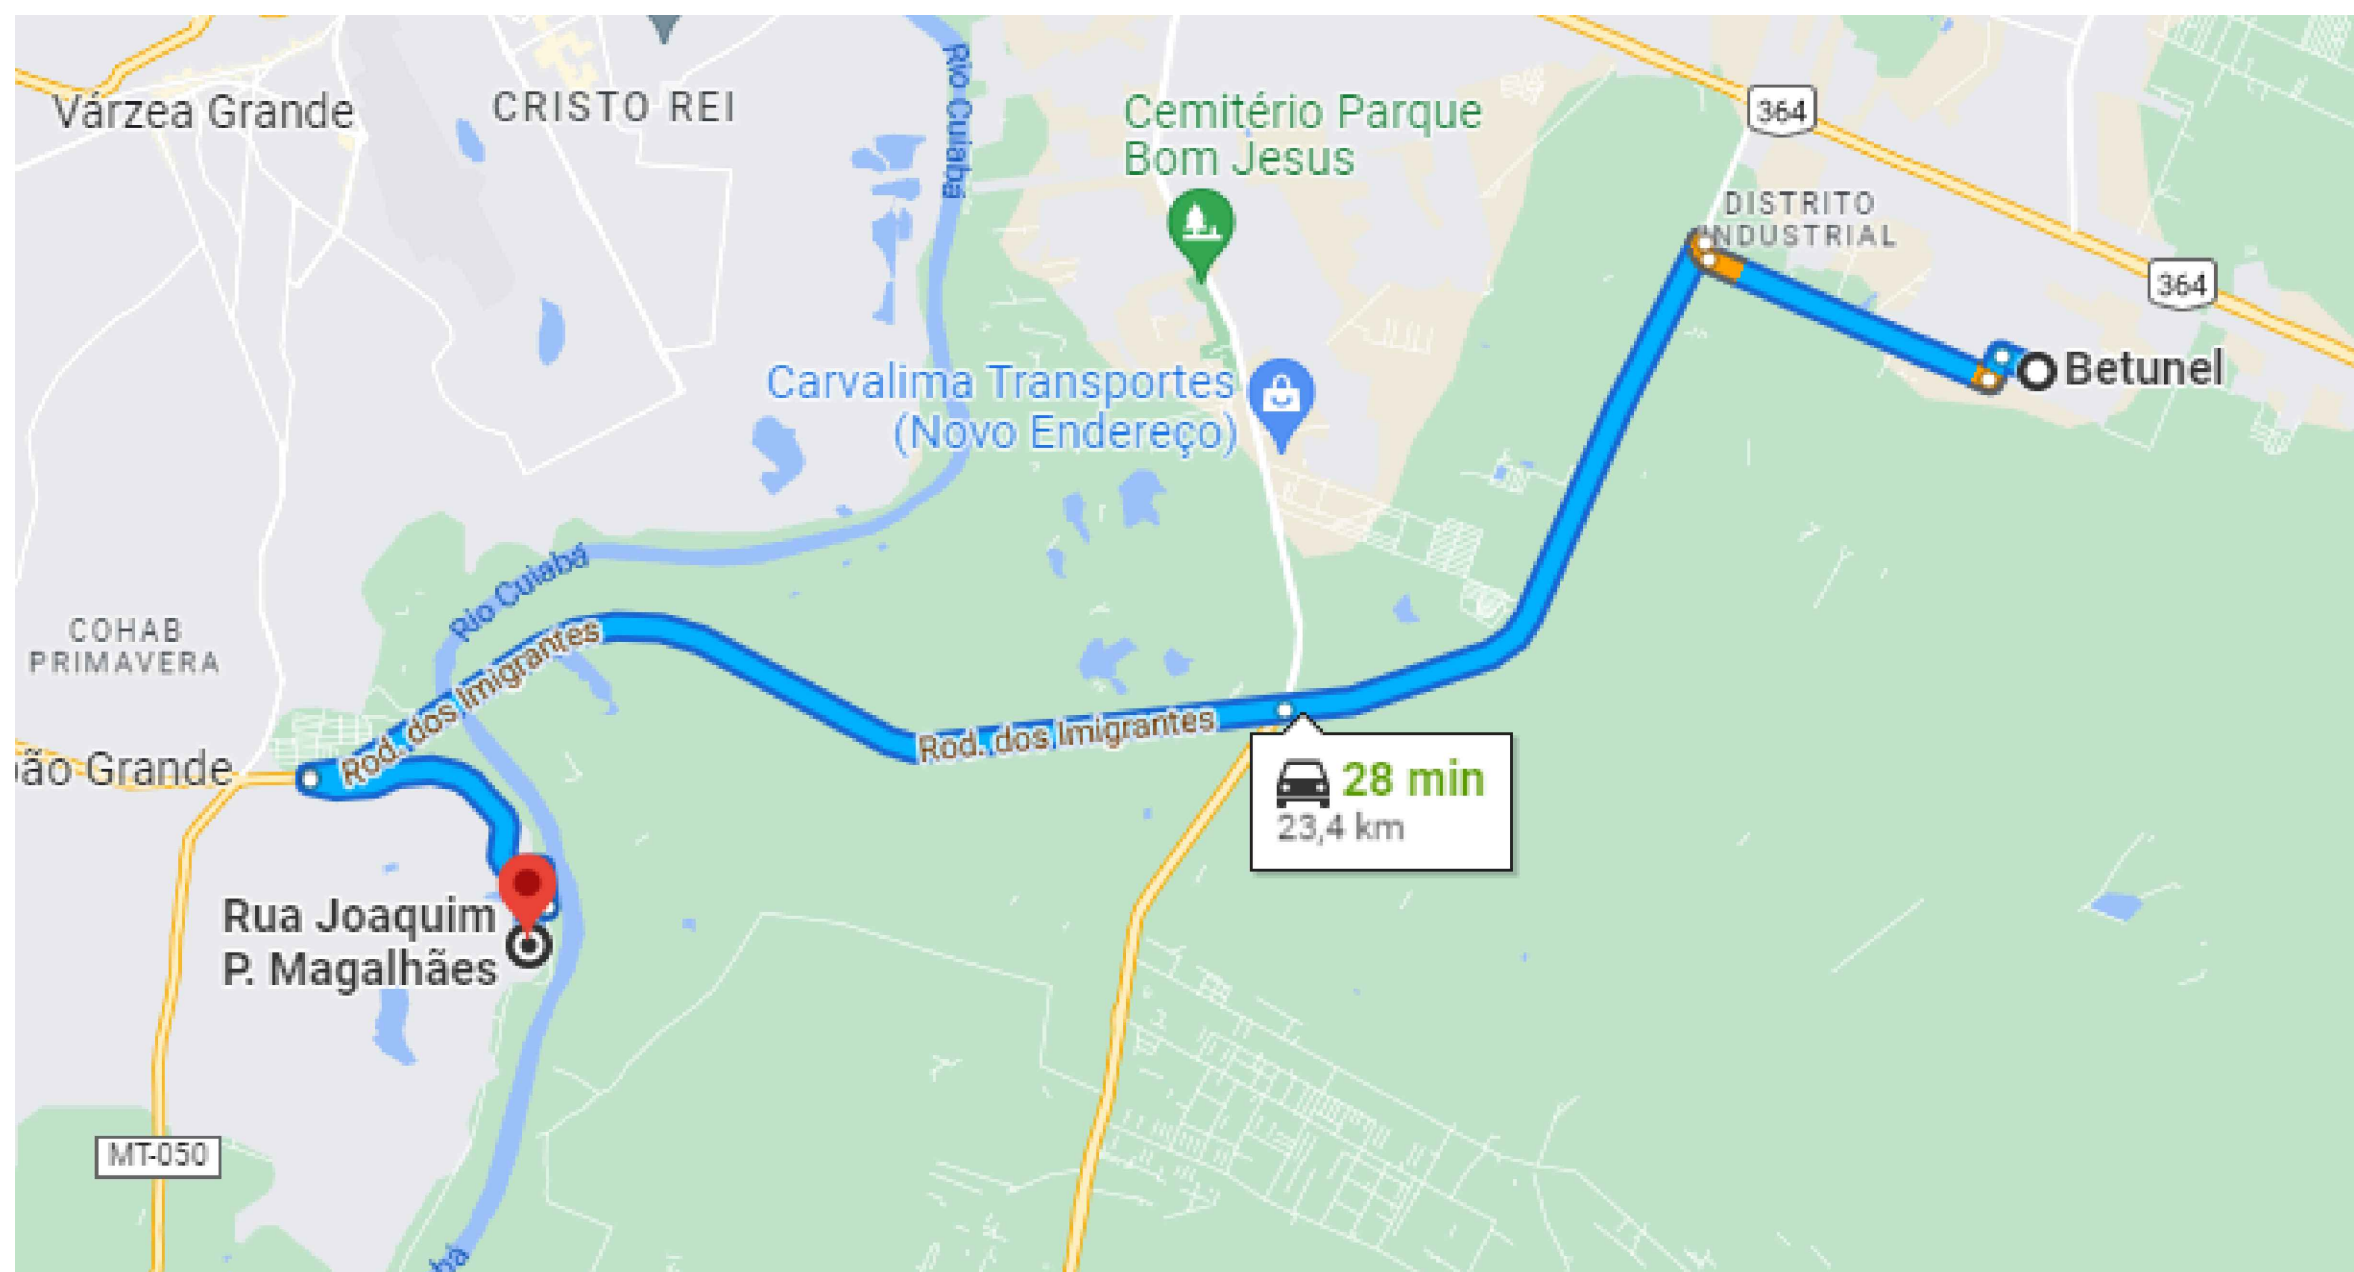 Rio Cuiabá
Várzea Grande
CRISTO REI
Cemitério Parque
Bom Jesus
364
DISTRITO
INDUSTRIAL
364
Betunel
Carvalima Transportes
(Novo Endereço)
Rio Cuiabá
COHAB
PRIMAVERA
Rod. dos Imigrantes
Rod. dos Imigrantes
ão Grande
28 min
23,4 km
Rua Joaquim
P. Magalhães
MT-050
bá